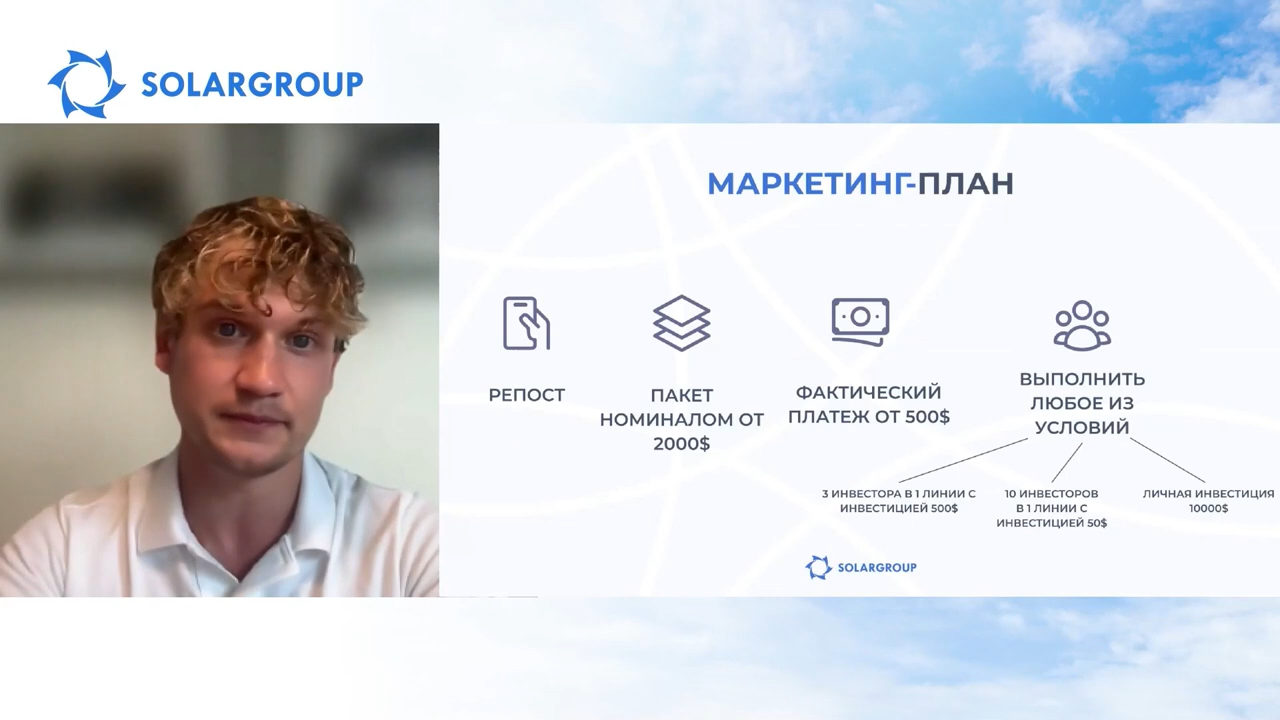 SOLARGROUP
МАРКЕТИНГ-ПЛАН
РЕПОСТ
ПАКЕТ
НОМИНАЛОМ ОТ
2000$
ФАКТИЧЕСКИЙ
ПЛАТЕЖ ОТ 500$
ВЫПОЛНИТЬ
ЛЮБОЕ ИЗ
УСЛОВИЙ
3 ИНВЕСТОРА В 1 ЛИНИИ С
ИНВЕСТИЦИЕЙ 500$
10 ИНВЕСТОРОВ
В 1 ЛИНИИ С
ИНВЕСТИЦИЕЙ 50$
ЛИЧНАЯ ИНВЕСТИЦИЯ
10000$
SOLARGROUP